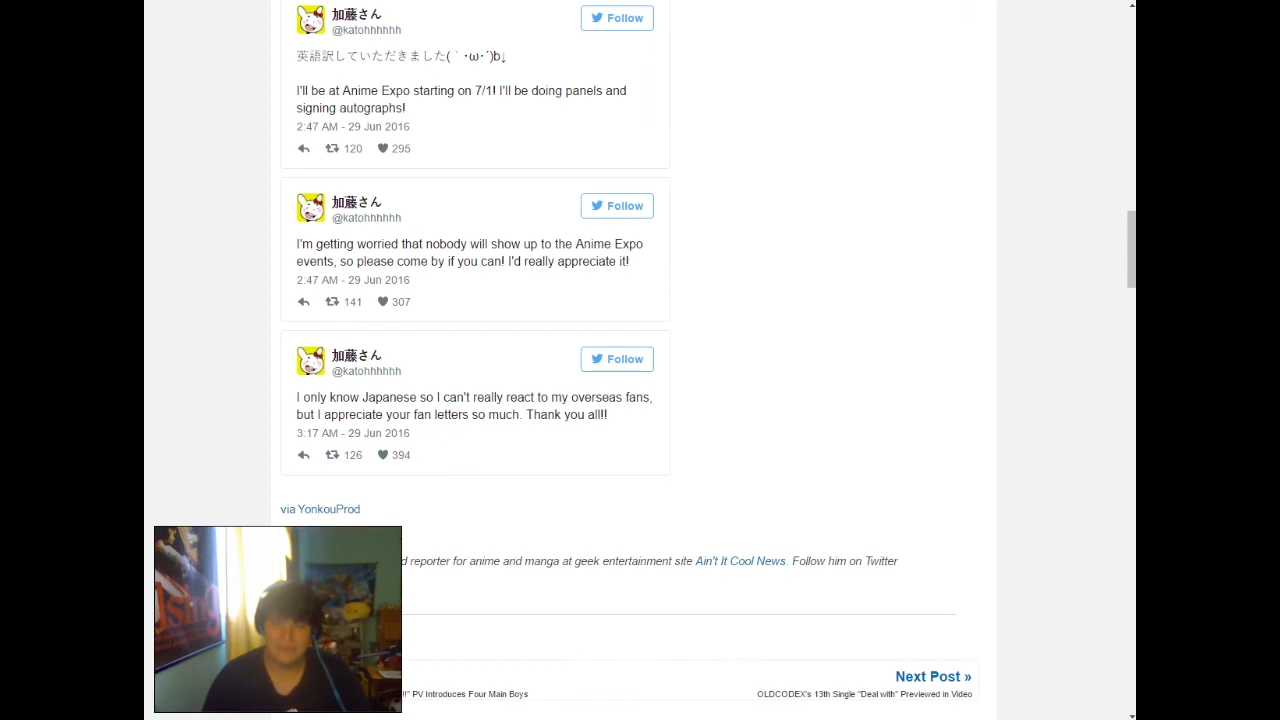 加藤さん
Follow
@katohhhhhh
英語訳していただきました(｀･ω･´)b↓
I'll be at Anime Expo starting on 7/1! I'll be doing panels and
signing autographs!
2:47 AM - 29 Jun 2016
120 295
加藤さん
Follow
@katohhhhhh
I'm getting worried that nobody will show up to the Anime Expo
events, so please come by if you can! I'd really appreciate it!
2:47 AM - 29 Jun 2016
141 307
加藤さん
Follow
@katohhhhhh
I only know Japanese so I can't really react to my overseas fans,
but I appreciate your fan letters so much. Thank you all!!
3:17 AM - 29 Jun 2016
126 394
via YonkouProd
d reporter for anime and manga at geek entertainment site Ain't It Cool News. Follow him on Twitter
Next Post »
!!" PV Introduces Four Main Boys
OLDCODEX's 13th Single "Deal with" Previewed in Video